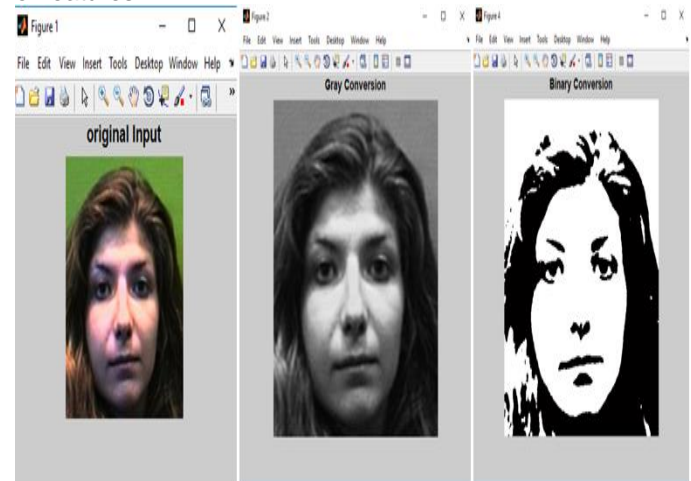 Figure 1
File Edit View Insert Tools Desktop Window Help
original Input
Figure 2
File Edit View Insert Tools Desktop Window Help
Gray Conversion
Figure 4
File Edit View Insert Tools Desktop Window Help
Binary Conversion